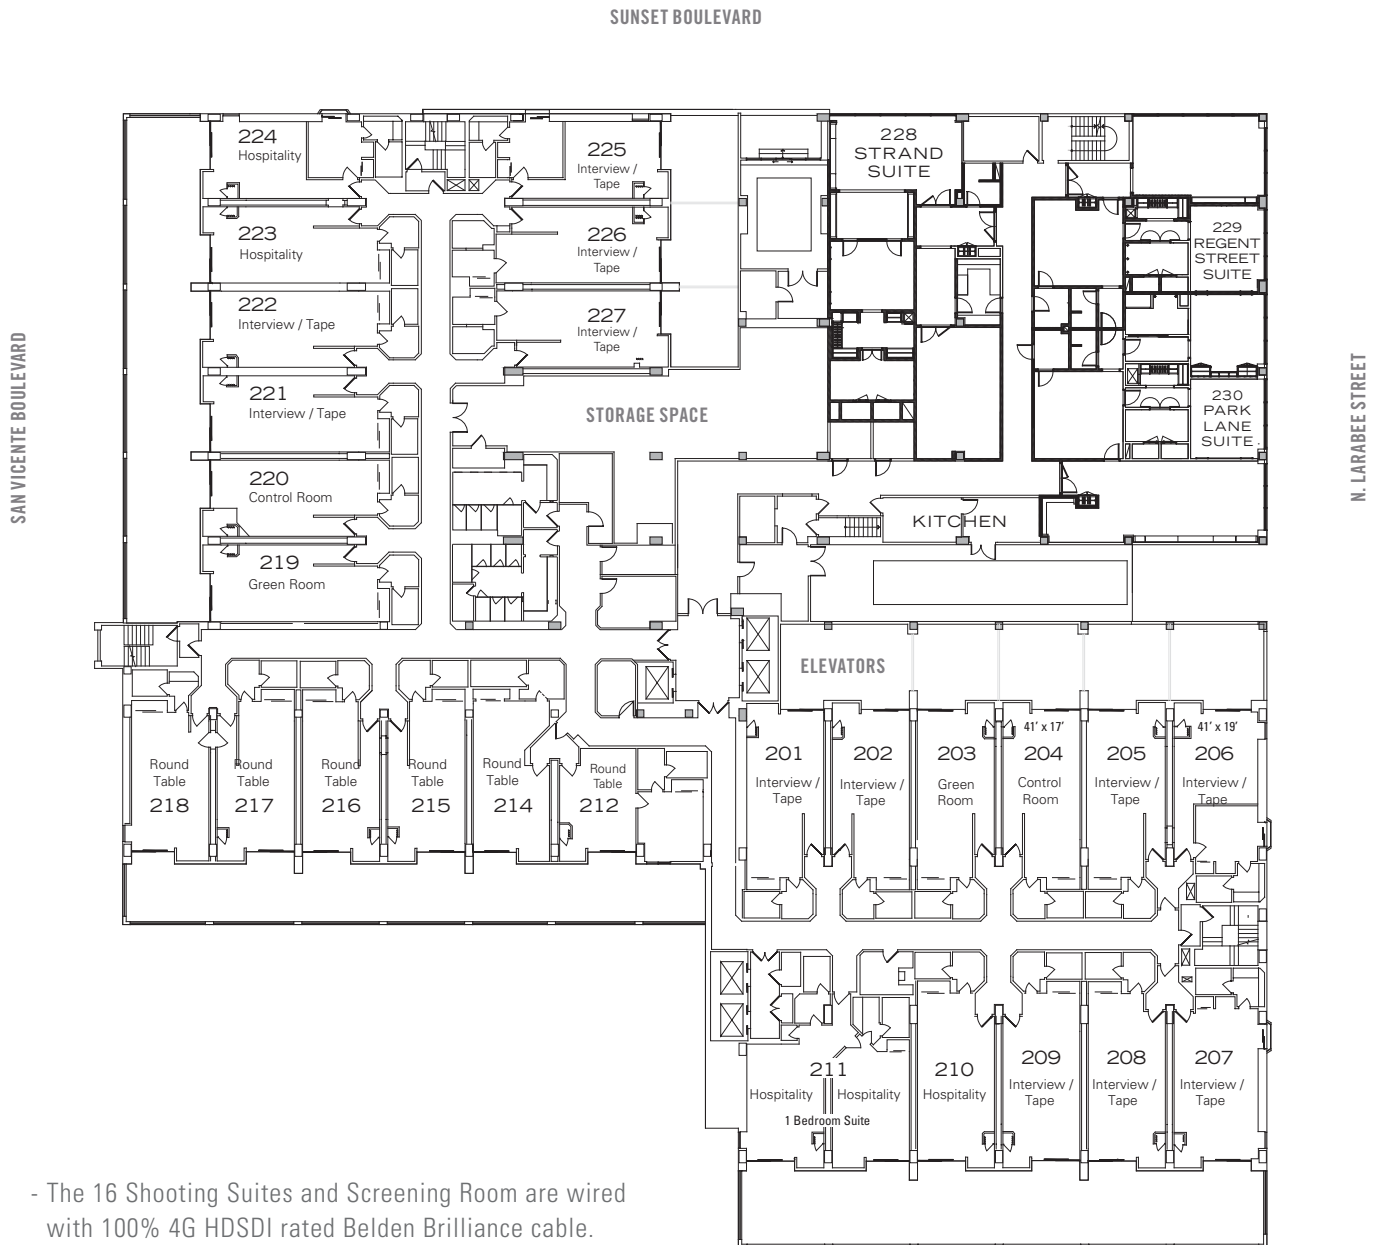 SUNSET BOULEVARD
224
Hospitality
225
Interview /
Tape
228
STRAND
SUITE
223
Hospitality
226
Interview /
Tape
229
REGENT
STREET
SUITE
222
Interview / Tape
227
Interview /
Tape
SAN VICENTE BOULEVARD
N. LARABEE STREET
221
Interview / Tape
STORAGE SPACE
230
PARK
LANE
SUITE
220
Control Room
KITCHEN
219
Green Room
ELEVATORS
Round
Table
218
Round
Table
217
Round
Table
216
Round
Table
215
Round
Table
214
Round
Table
212
201
Interview /
Tape
202
Interview /
Tape
203
Green
Room
41' x 17'
204
Control
Room
205
Interview /
Tape
41' x 19'
206
Interview /
Tape
211
Hospitality
Hospitality
1 Bedroom Suite
210
Hospitality
209
Interview /
Tape
208
Interview /
Tape
207
Interview /
Tape
- The 16 Shooting Suites and Screening Room are wired
with 100% 4G HDSDI rated Belden Brilliance cable.